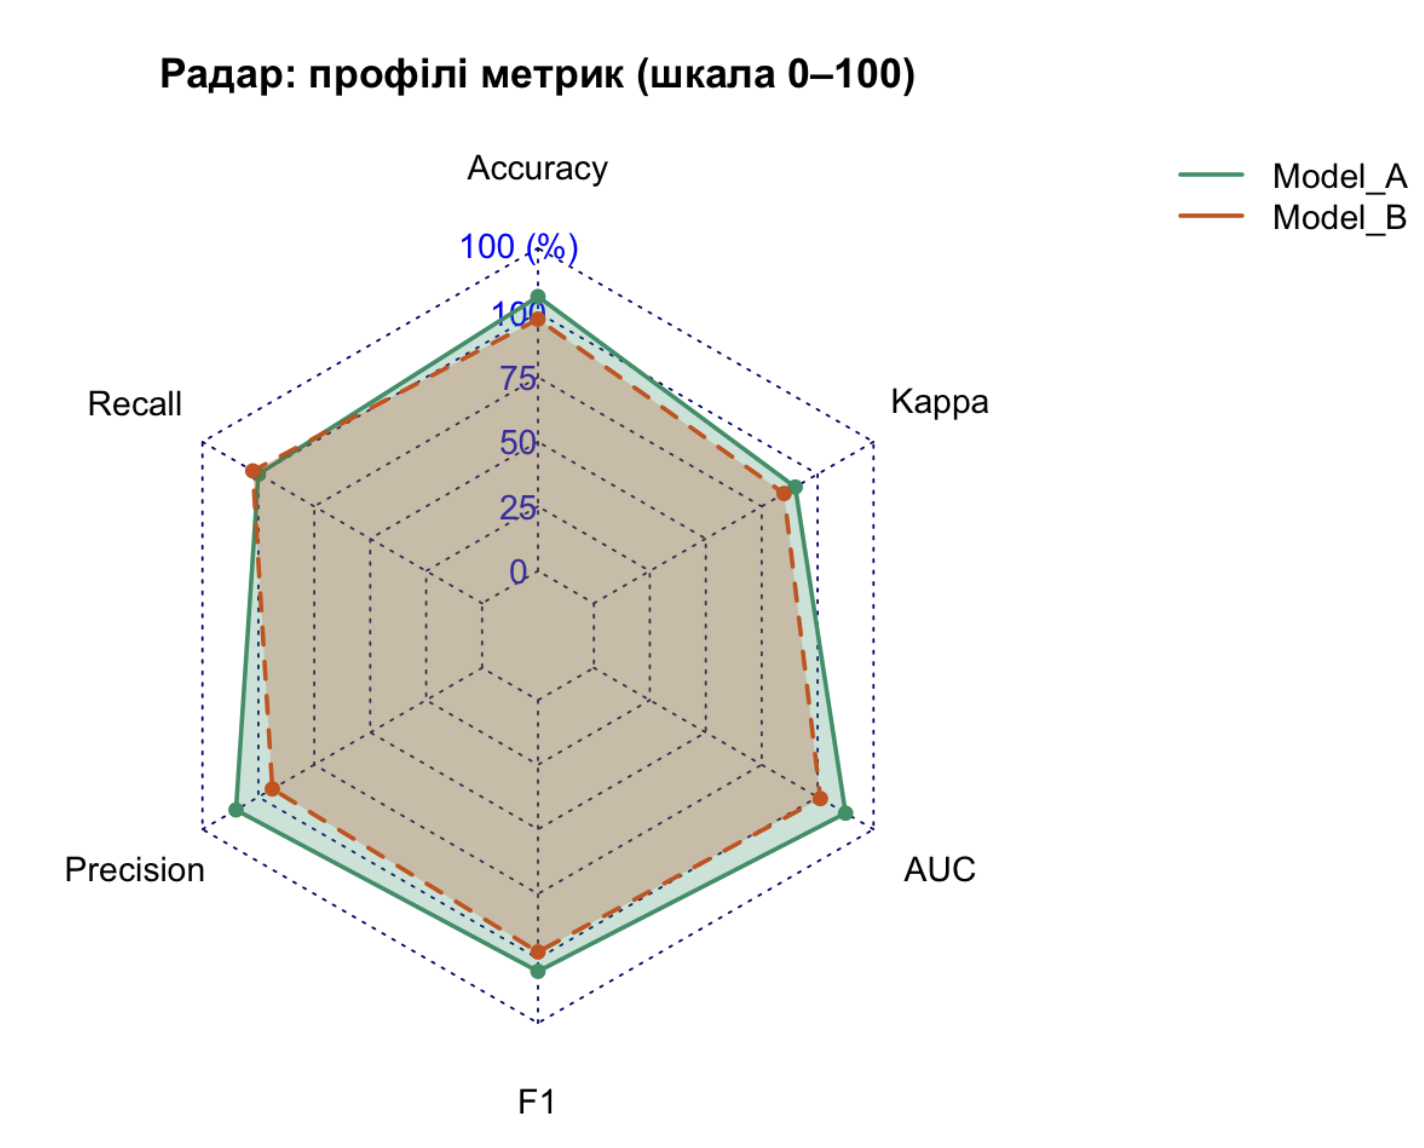 Радар: профілі метрик (шкала 0–100)
Accuracy
Model_A
Model_B
100 (%)
100
75
50
25
0
Recall
Kappa
Precision
AUC
F1